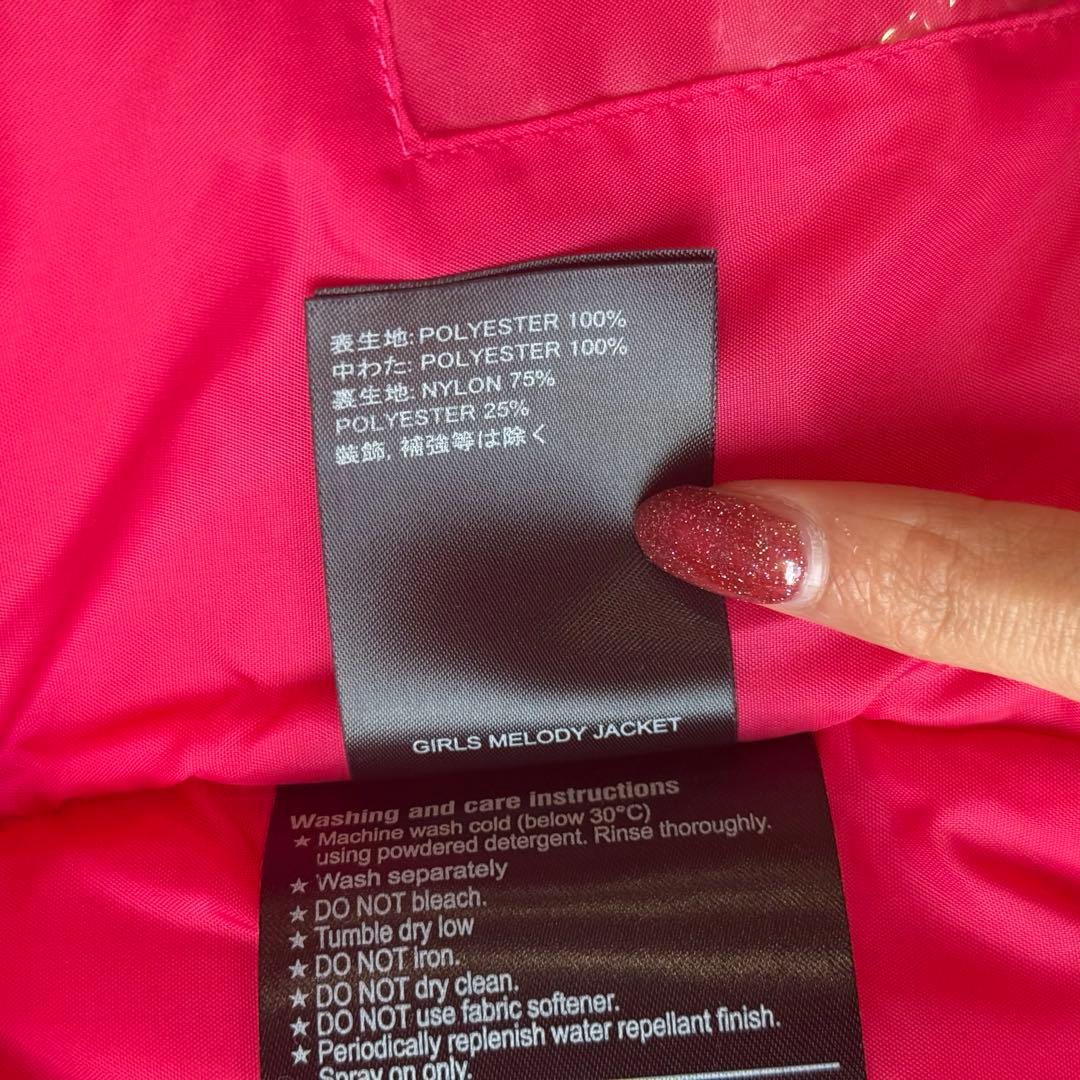 表生地: POLYESTER 100%
中わた: POLYESTER 100%
裏生地: NYLON 75%
POLYESTER 25%
装飾, 補強等は除く
GIRLS MELODY JACKET
Washing and care instructions
★ Machine wash cold (below 30°C)
using powdered detergent. Rinse thoroughly.
★ Wash separately
★ DO NOT bleach.
★ Tumble dry low
★ DO NOT iron.
★ DO NOT dry clean.
★ DO NOT use fabric softener.
★ Periodically replenish water repellant finish.
Spray on only.